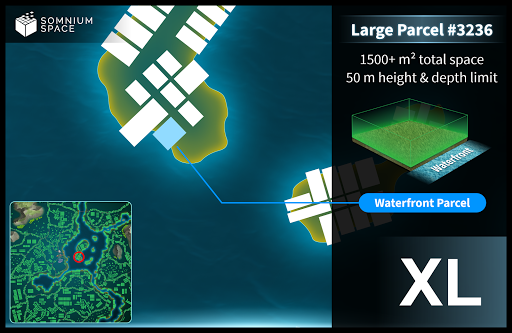 SOMNIUM
SPACE
Large Parcel #3236
1500+ m² total space
50 m height & depth limit
Waterfront
Waterfront Parcel
XL